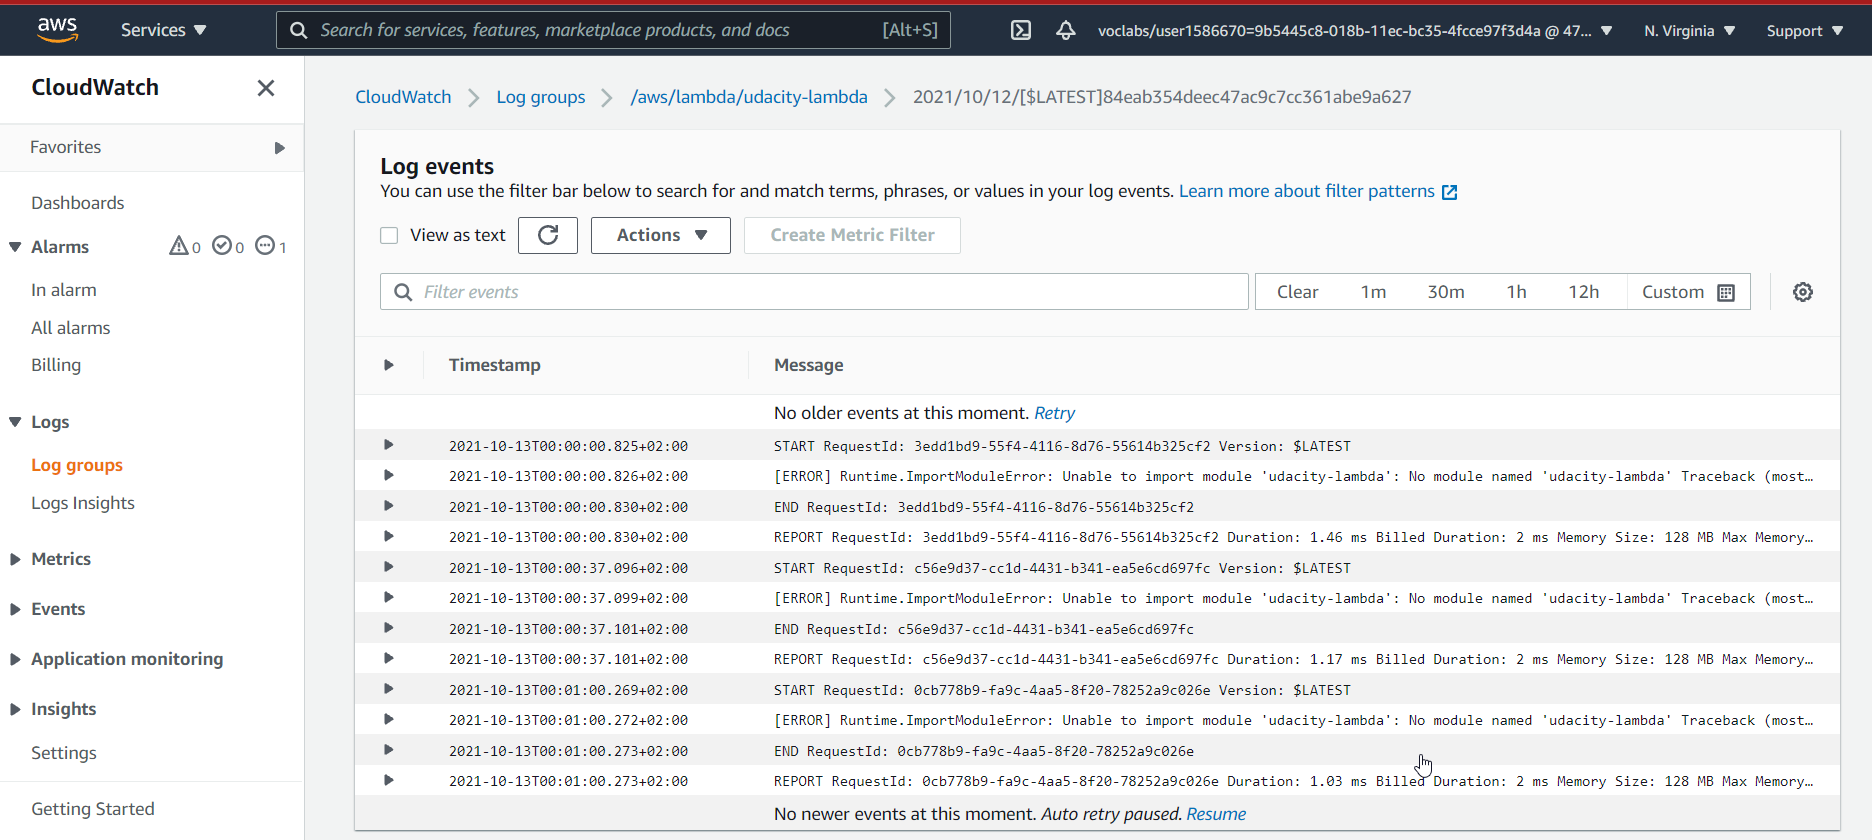 aws
Services
Search for services, features, marketplace products, and docs [Alt+S]
voclabs/user1586670=9b5445c8-018b-11ec-bc35-4fcce97f3d4a @ 47...
N. Virginia
Support
CloudWatch
Favorites
Dashboards
Alarms 0 0 1
In alarm
All alarms
Billing
Logs
Log groups
Logs Insights
Metrics
Events
Application monitoring
Insights
Settings
Getting Started
CloudWatch > Log groups > /aws/lambda/udacity-lambda > 2021/10/12/[$LATEST]84eab354deec47ac9c7cc361abe9a627
Log events
You can use the filter bar below to search for and match terms, phrases, or values in your log events. Learn more about filter patterns
View as text
Actions
Create Metric Filter
Filter events
Clear 1m 30m 1h 12h Custom
Timestamp Message
No older events at this moment. Retry
2021-10-13T00:00:00.825+02:00 START RequestId: 3edd1bd9-55f4-4116-8d76-55614b325cf2 Version: $LATEST
2021-10-13T00:00:00.826+02:00 [ERROR] Runtime.ImportModuleError: Unable to import module 'udacity-lambda': No module named 'udacity-lambda' Traceback (most…
2021-10-13T00:00:00.830+02:00 END RequestId: 3edd1bd9-55f4-4116-8d76-55614b325cf2
2021-10-13T00:00:00.830+02:00 REPORT RequestId: 3edd1bd9-55f4-4116-8d76-55614b325cf2 Duration: 1.46 ms Billed Duration: 2 ms Memory Size: 128 MB Max Memory…
2021-10-13T00:00:37.096+02:00 START RequestId: c56e9d37-cc1d-4431-b341-ea5e6cd697fc Version: $LATEST
2021-10-13T00:00:37.099+02:00 [ERROR] Runtime.ImportModuleError: Unable to import module 'udacity-lambda': No module named 'udacity-lambda' Traceback (most…
2021-10-13T00:00:37.101+02:00 END RequestId: c56e9d37-cc1d-4431-b341-ea5e6cd697fc
2021-10-13T00:00:37.101+02:00 REPORT RequestId: c56e9d37-cc1d-4431-b341-ea5e6cd697fc Duration: 1.17 ms Billed Duration: 2 ms Memory Size: 128 MB Max Memory…
2021-10-13T00:01:00.269+02:00 START RequestId: 0cb778b9-fa9c-4aa5-8f20-78252a9c026e Version: $LATEST
2021-10-13T00:01:00.272+02:00 [ERROR] Runtime.ImportModuleError: Unable to import module 'udacity-lambda': No module named 'udacity-lambda' Traceback (most…
2021-10-13T00:01:00.273+02:00 END RequestId: 0cb778b9-fa9c-4aa5-8f20-78252a9c026e
2021-10-13T00:01:00.273+02:00 REPORT RequestId: 0cb778b9-fa9c-4aa5-8f20-78252a9c026e Duration: 1.03 ms Billed Duration: 2 ms Memory Size: 128 MB Max Memory…
No newer events at this moment. Auto retry paused. Resume